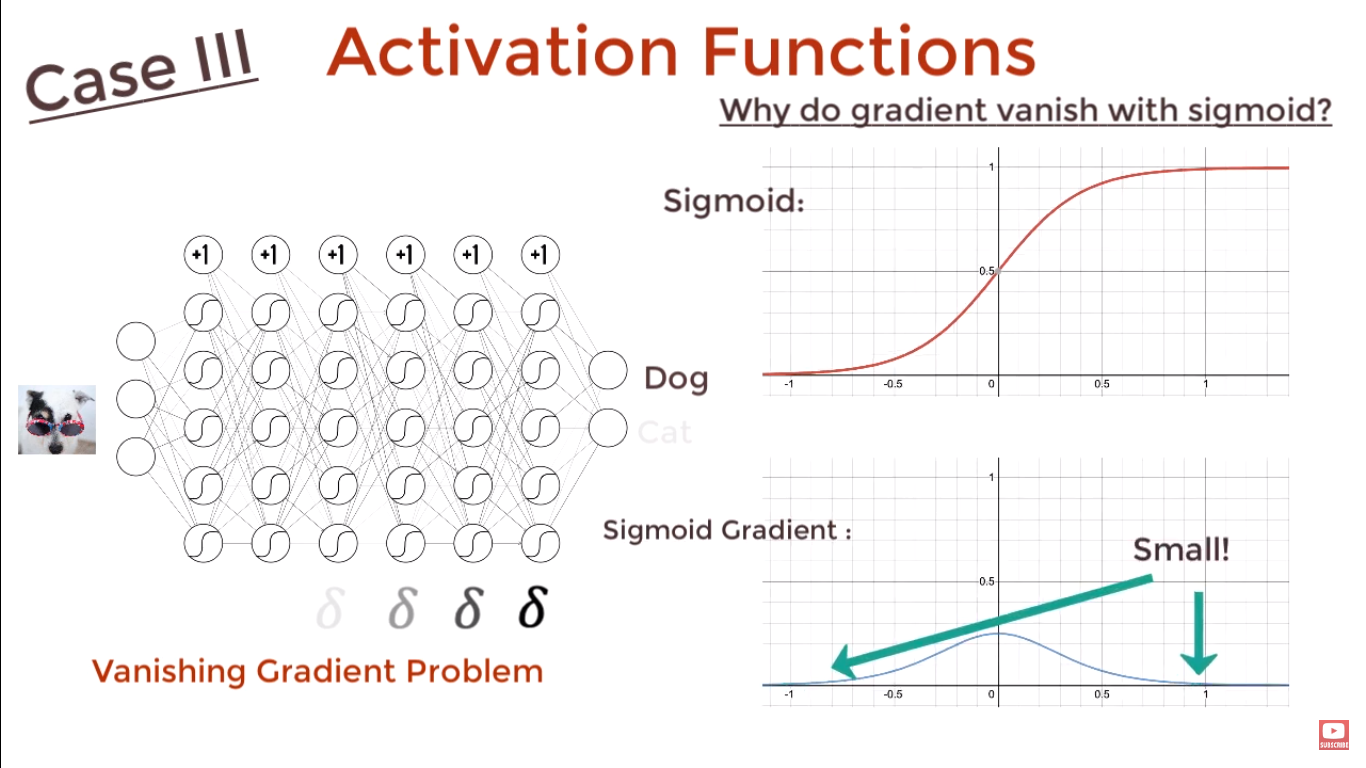 Case III
Activation Functions
Why do gradient vanish with sigmoid?
Sigmoid:
1
0.5
-1
-0.5
0
0.5
1
+1
+1
+1
+1
+1
+1
Dog
Cat
Sigmoid Gradient :
Small!
1
0.5
-1
-0.5
0
0.5
1
δ δ δ δ
Vanishing Gradient Problem
SUBSCRIBE